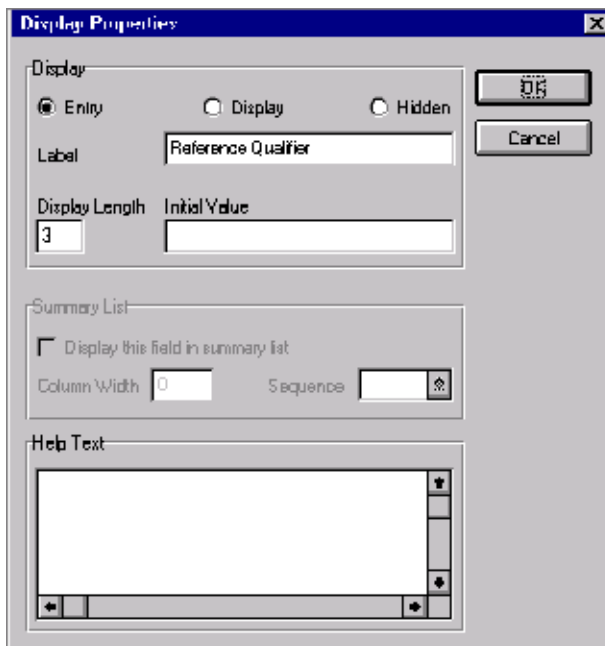 Display Properties
Display
Entry Display Hidden
Label Reference Qualifier
Display Length Initial Value
3
OK
Cancel
Summary List
Display this field in summary list
Column Width 0 Sequence
Help Text